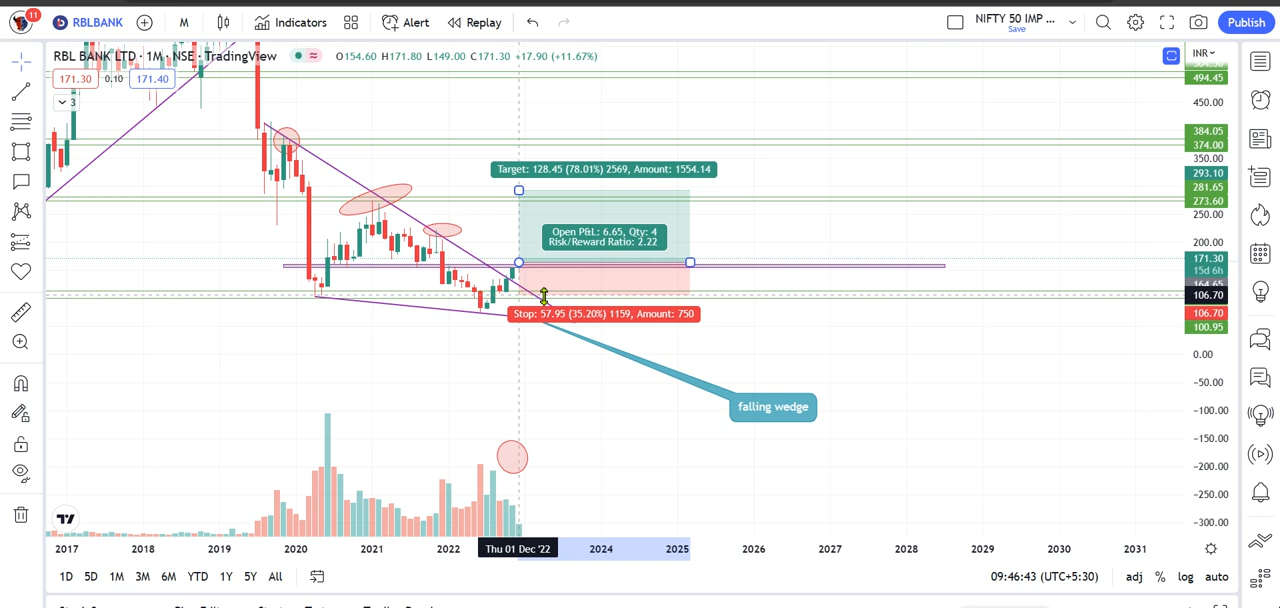 11
RBLBANK
M
Indicators
Alert
Replay
NIFTY 50 IMP ...
Save
Publish
RBL BANK LTD · 1M · NSE · TradingView
O154.60 H171.80 L149.00 C171.30 +17.90 (+11.67%)
INR
171.30
0.10
171.40
3
494.45
450.00
384.05
374.00
350.00
293.10
281.65
273.60
250.00
200.00
171.30
15d 6h
164.65
106.70
106.70
100.95
0.00
-50.00
-100.00
-150.00
-200.00
-250.00
-300.00
Target: 128.45 (78.01%) 2569, Amount: 1554.14
Open P&L: 6.65, Qty: 4
Risk/Reward Ratio: 2.22
Stop: 57.95 (35.20%) 1159, Amount: 750
falling wedge
2017
2018
2019
2020
2021
2022
Thu 01 Dec '22
2024
2025
2026
2027
2028
2029
2030
2031
1D
5D
1M
3M
6M
YTD
1Y
5Y
All
09:46:43 (UTC+5:30)
adj
%
log
auto